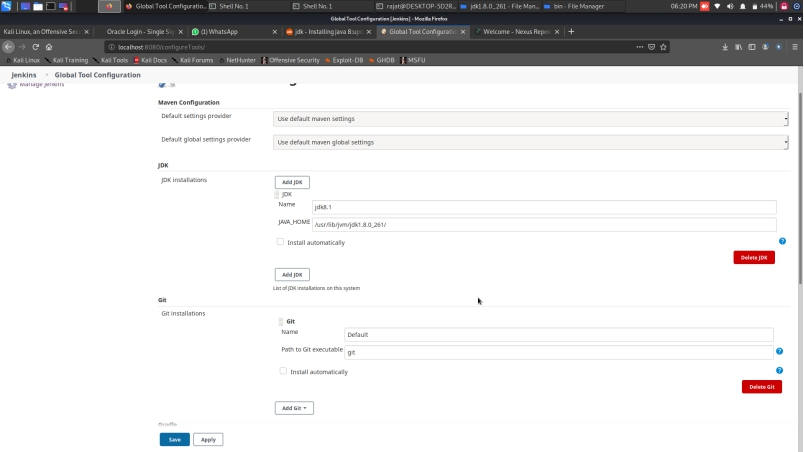 Global Tool Configuratio...
Shell No. 1
Shell No. 1
rajat@DESKTOP-5D2R...
jdk1.8.0_261 - File Man...
bin - File Manager
06:20 PM
44%
Global Tool Configuration [Jenkins] - Mozilla Firefox
Kali Linux, an Offensive Secu
Oracle Login - Single Sig
(1) WhatsApp
jdk - Installing java 8 up
Global Tool Configuration
Welcome - Nexus Repos
localhost:8080/configureTools/
Kali Linux
Kali Training
Kali Tools
Kali Docs
Kali Forums
NetHunter
Offensive Security
Exploit-DB
GHDB
MSFU
Jenkins
Global Tool Configuration
Manage Jenkins
Maven Configuration
Default settings provider
Use default maven settings
Default global settings provider
Use default maven global settings
JDK
JDK installations
Add JDK
JDK
Name
jdk8.1
JAVA_HOME
/usr/lib/jvm/jdk1.8.0_261/
Install automatically
Delete JDK
Add JDK
List of JDK installations on this system
Git
Git installations
Git
Name
Default
Path to Git executable
git
Install automatically
Delete Git
Add Git
Save
Apply